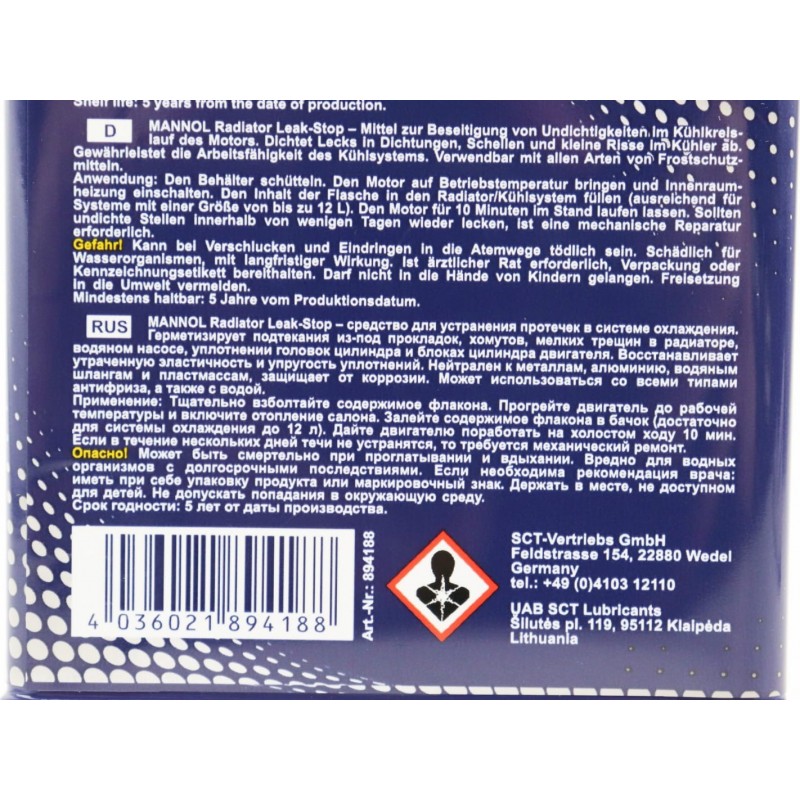 Shelf life: 5 years from the date of production.
D MANNOL Radiator Leak-Stop – Mittel zur Beseitigung von Undichtigkeiten im Kühlkreis-
lauf des Motors. Dichtet Lecks in Dichtungen, Schellen und kleine Risse im Kühler ab.
Gewährleistet die Arbeitsfähigkeit des Kühlsystems. Verwendbar mit allen Arten von Frostschutz-
mitteln.
Anwendung: Den Behälter schütteln. Den Motor auf Betriebstemperatur bringen und Innenraum-
heizung einschalten. Den Inhalt der Flasche in den Radiator/Kühlsystem füllen (ausreichend für
Systeme mit einer Größe von bis zu 12 L). Den Motor für 10 Minuten im Stand laufen lassen. Sollten
undichte Stellen innerhalb von wenigen Tagen wieder lecken, ist eine mechanische Reparatur
erforderlich.
Gefahr! Kann bei Verschlucken und Eindringen in die Atemwege tödlich sein. Schädlich für
Wasserorganismen, mit langfristiger Wirkung. Ist ärztlicher Rat erforderlich, Verpackung oder
Kennzeichnungsetikett bereithalten. Darf nicht in die Hände von Kindern gelangen. Freisetzung
in die Umwelt vermeiden.
Mindestens haltbar: 5 Jahre vom Produktionsdatum.
RUS MANNOL Radiator Leak-Stop – средство для устранения протечек в системе охлаждения.
Герметизирует подтекания из-под прокладок, хомутов, мелких трещин в радиаторе,
водяном насосе, уплотнении головок цилиндра и блоках цилиндра двигателя. Восстанавливает
утраченную эластичность и упругость уплотнений. Нейтрален к металлам, алюминию, водяным
шлангам и пластмассам, защищает от коррозии. Может использоваться со всеми типами
антифриза, а также с водой.
Применение: Тщательно взболтайте содержимое флакона. Прогрейте двигатель до рабочей
температуры и включите отопление салона. Залейте содержимое флакона в бачок (достаточно
для системы охлаждения до 12 л). Дайте двигателю поработать на холостом ходу 10 мин.
Если в течение нескольких дней течи не устранятся, то требуется механический ремонт.
Опасно! Может быть смертельно при проглатывании и вдыхании. Вредно для водных
организмов с долгосрочными последствиями. Если необходима рекомендация врача:
иметь при себе упаковку продукта или маркировочный знак. Держать в месте, не доступном
для детей. Не допускать попадания в окружающую среду.
Срок годности: 5 лет от даты производства.
4 036021 894188
Art.-Nr.: 894188
SCT-Vertriebs GmbH
Feldstrasse 154, 22880 Wedel
Germany
tel.: +49 (0)4103 12110
UAB SCT Lubricants
Šilutės pl. 119, 95112 Klaipėda
Lithuania